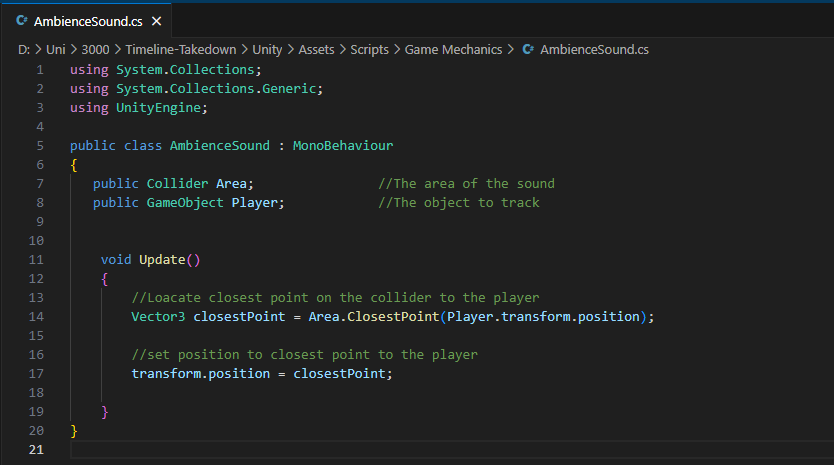 AmbienceSound.cs
D: > Uni > 3000 > Timeline-Takedown > Unity > Assets > Scripts > Game Mechanics > AmbienceSound.cs
1 using System.Collections;
2 using System.Collections.Generic;
3 using UnityEngine;
4
5 public class AmbienceSound : MonoBehaviour
6 {
7    public Collider Area;                //The area of the sound
8    public GameObject Player;            //The object to track
9
10
11     void Update()
12     {
13         //Loacate closest point on the collider to the player
14         Vector3 closestPoint = Area.ClosestPoint(Player.transform.position);
15
16         //set position to closest point to the player
17         transform.position = closestPoint;
18
19     }
20 }
21